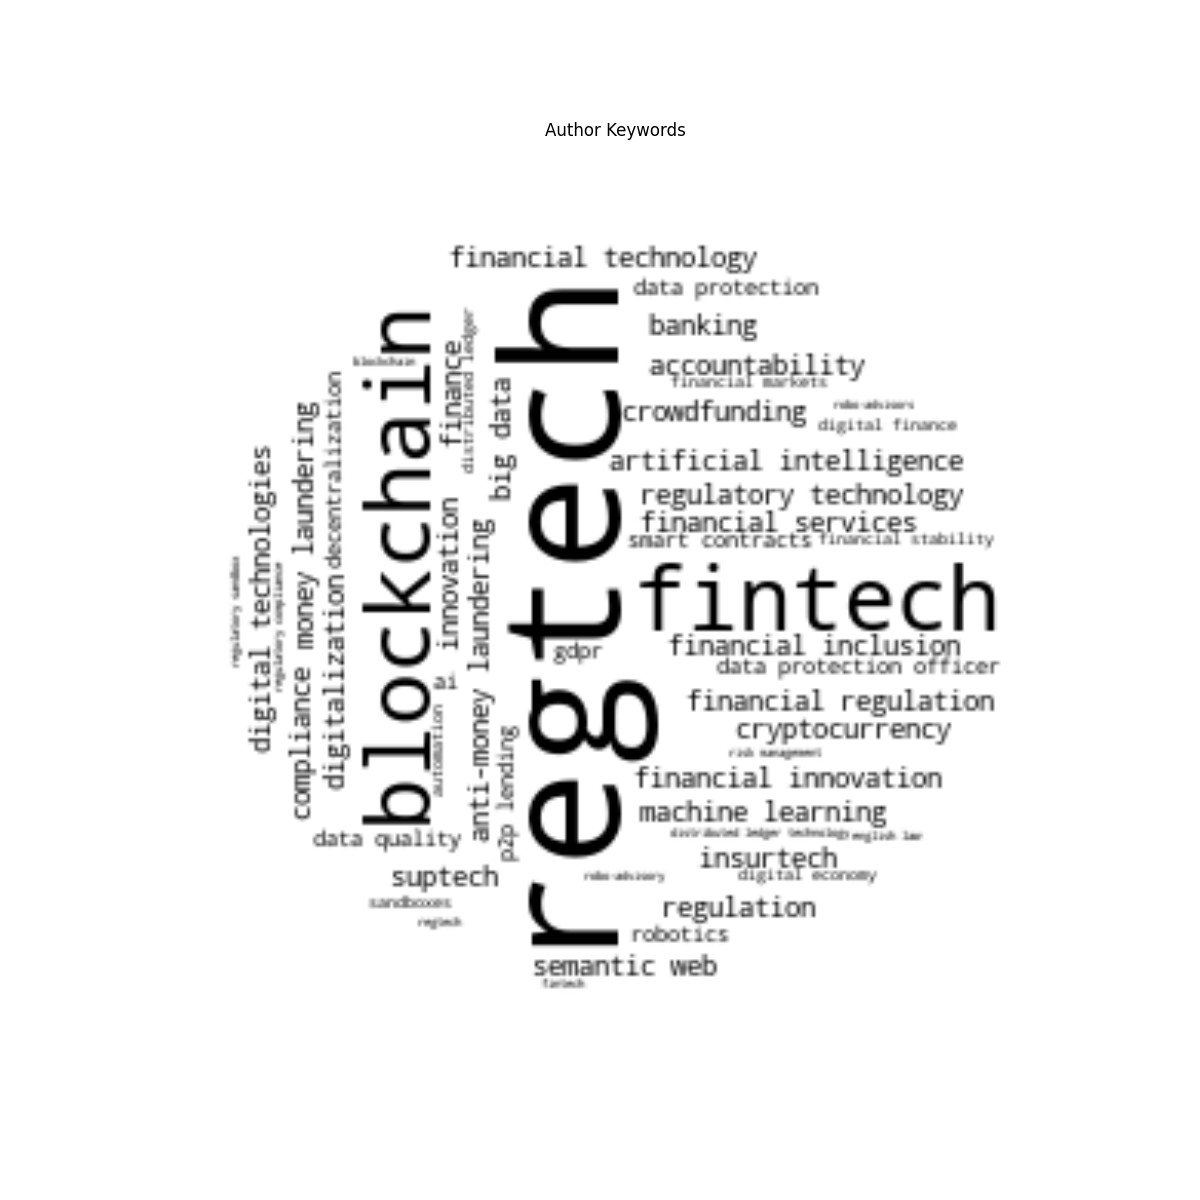 Author Keywords
financial technology
data protection
banking
accountability
financial markets
crowdfunding
robo-advisors
digital finance
artificial intelligence
regulatory technology
financial services
smart contracts
financial stability
fintech
financial inclusion
data protection officer
financial regulation
cryptocurrency
risk management
financial innovation
machine learning
distributed ledger technology
english law
insurtech
digital economy
regulation
robotics
semantic web
fintech
regtech
gdpr
robo-advisory
big data
p2p lending
anti-money laundering
distributed ledger
finance
innovation
ai
automation
blockchain
blockchain
decentralization
digitalization
money laundering
compliance
regulatory compliance
digital technologies
regulatory sandbox
data quality
suptech
sandboxes
regtech